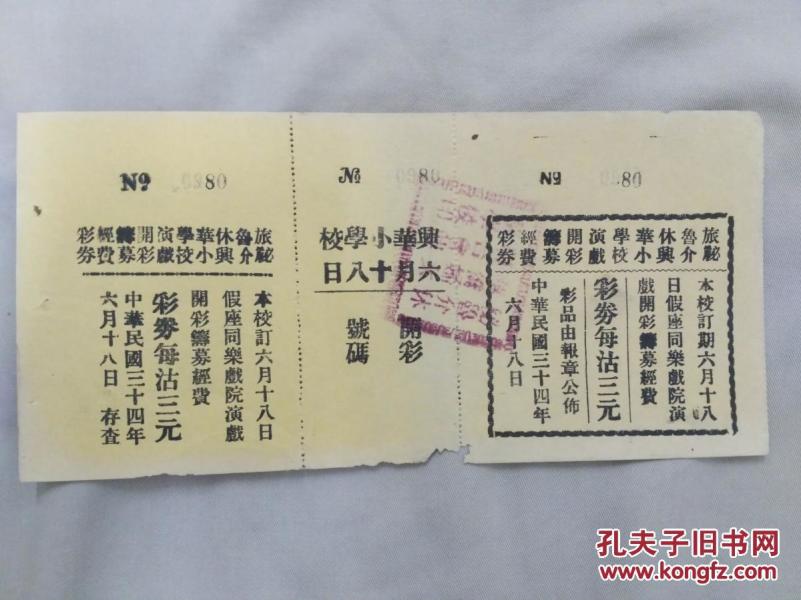 № 80
旅祕魯介休興華小學校演戲開彩籌募經費彩券
本校訂期六月十八
日假座同樂戲院演
戲開彩籌募經費
彩券每沽三元
彩品由報章公佈
中華民國三十四年
六月十八日
№ 80
興華小學校
六月十八日
開彩
號碼
№ 80
旅祕魯介休興華小學校演戲開彩籌募經費彩券
本校訂六月十八日
假座同樂戲院演戲
開彩籌募經費
彩券每沽三元
中華民國三十四年
六月十八日 存查
孔夫子旧书网
www.kongfz.com